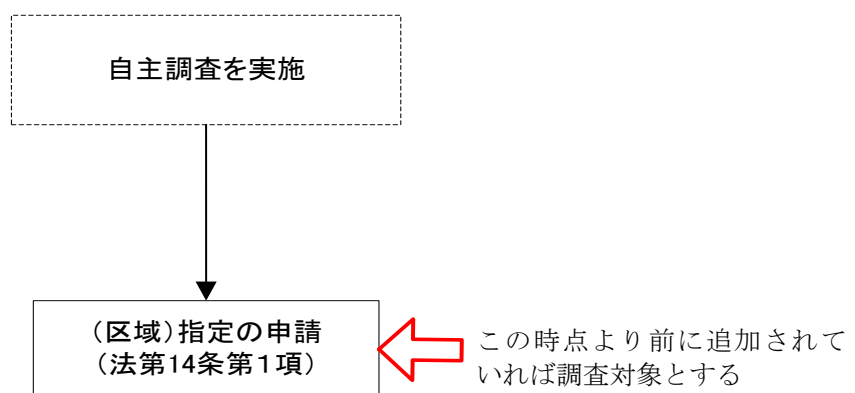 自主調査を実施
（区域）指定の申請
（法第14条第１項）
この時点より前に追加されて
いれば調査対象とする